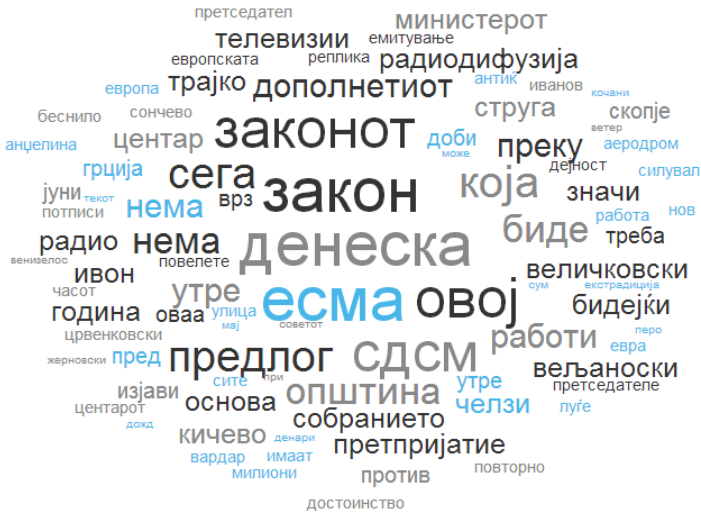 претседател
министерот
телевизии емитување
европската реплика радиодифузија
европа трајко дополнетиот антиќ иванов кочани
беснило сончево струга скопје
анџелина центар законот доби преку ветер аеродром
може
грција сега дејност силувал
јуни текот врз закон која значи
потписи нема биде работа нов
радио нема денеска треба
венизелос повелете
ивон величковски
часот утре есма овој сум екстрадиција
година оваа улица бидејќи
мај советот
црвенковски работи перо
жерновски пред предлог сдсм евра
вељаноски
изјави сите при општина утре претседателе
центарот основа челзи луѓе
дожд собранието
кичево денари претпријатие
вардар имаат
милиони против повторно
достоинство